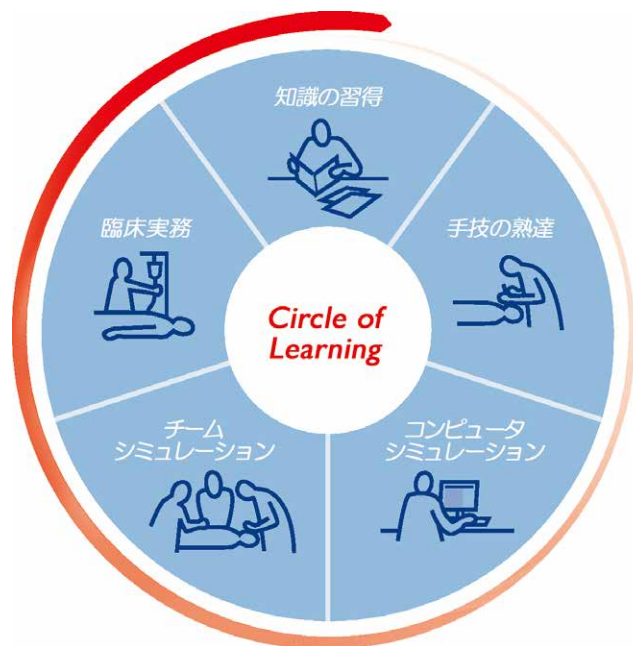 知識の習得
手技の熟達
コンピュータ
シミュレーション
チーム
シミュレーション
臨床実務
Circle of
Learning